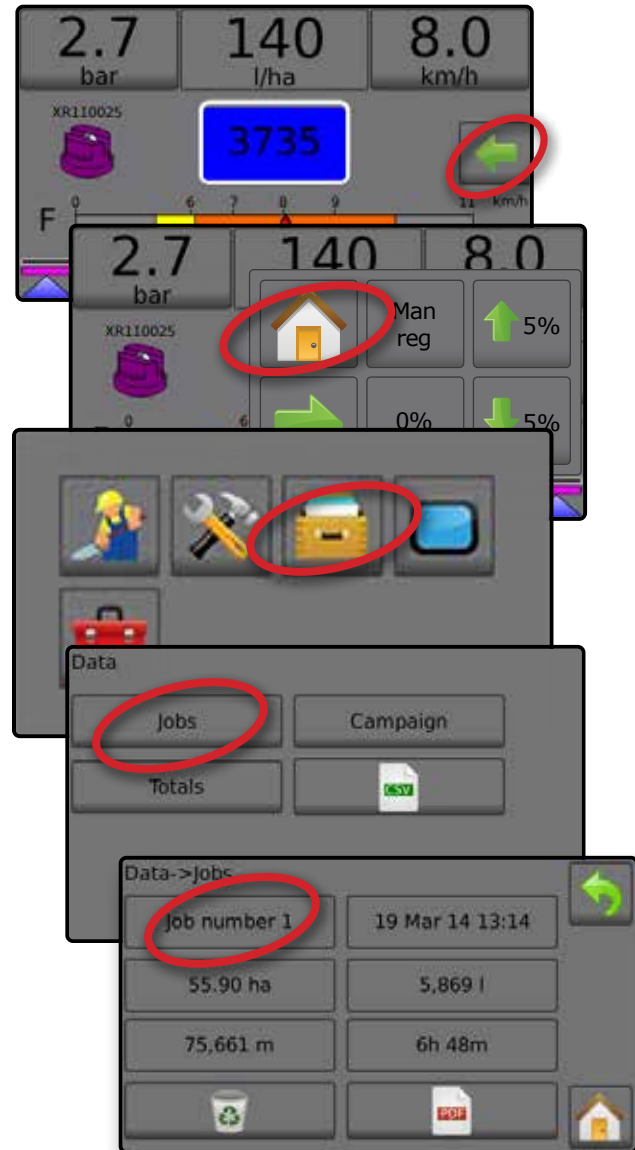 2.7 140 8.0
bar l/ha km/h
XR110025
3735
0 6 7 8 9 11 km/h
F
2.7 140 8.0
bar
XR110025
Man
reg
5%
0 6
0% 5%
Data
Jobs Campaign
Totals CSV
Data->Jobs
Job number 1 19 Mar 14 13:14
55.90 ha 5,869 l
75,661 m 6h 48m
PDF